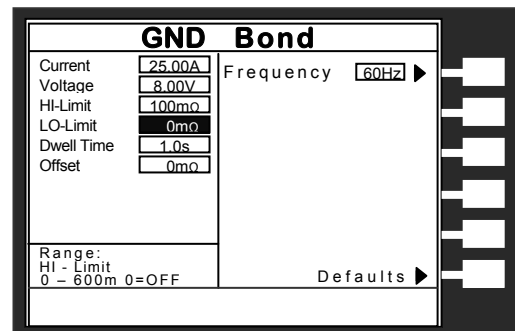 GND Bond
Current 25.00A
Voltage 8.00V
HI-Limit 100mΩ
LO-Limit 0mΩ
Dwell Time 1.0s
Offset 0mΩ
Frequency 60Hz
Range:
HI - Limit
0 – 600m 0=OFF
Defaults